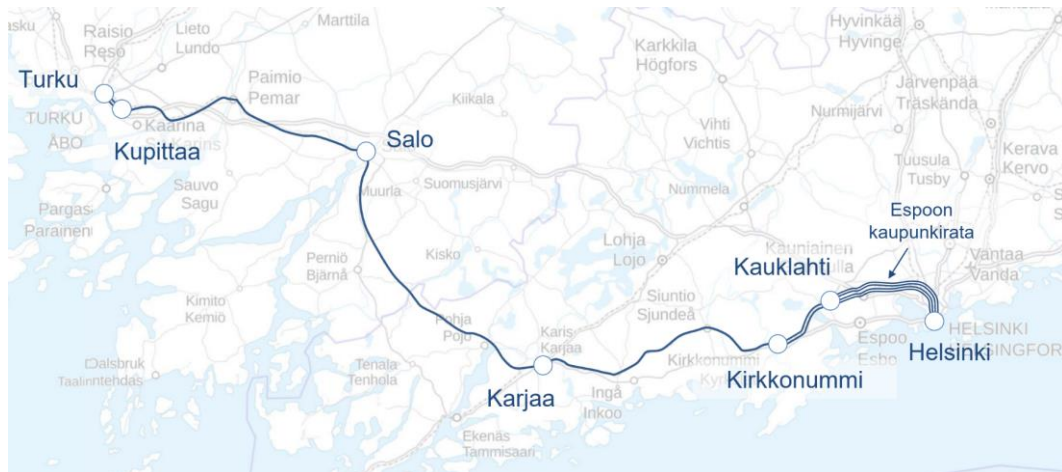 Raisio
Reso
Lieto
Lundo
Marttila
Turku
Paimio
Pemar
Kiikala
TURKU
ÅBO
Kaarina
Kupittaa
Salo
Sauvo
Sagu
Muurla
Suomusjärvi
Pargas
Parainen
Perniö
Bjärnå
Kisko
Kimito
Kemiö
Dalsbruk
Taalintehdas
Tenala
Tenhola
Pohja
Pojo
Karis
Karjaa
Karjaa
Ekenäs
Tammisaari
Ingå
Inkoo
Karkkila
Högfors
Vihti
Vichtis
Nummela
Lohja
Lojo
Siuntio
Sjundeå
Kirkkonummi
Kirkkonummi
Kauniainen
Kauklahti
Espoo
Esbo
Espoon
kaupunkirata
Hyvinkää
Hyvinge
Nurmijärvi
Järvenpää
Träskända
Tuusula
Tusby
Kerava
Kervo
Vantaa
Vanda
HELSINKI
Helsinki